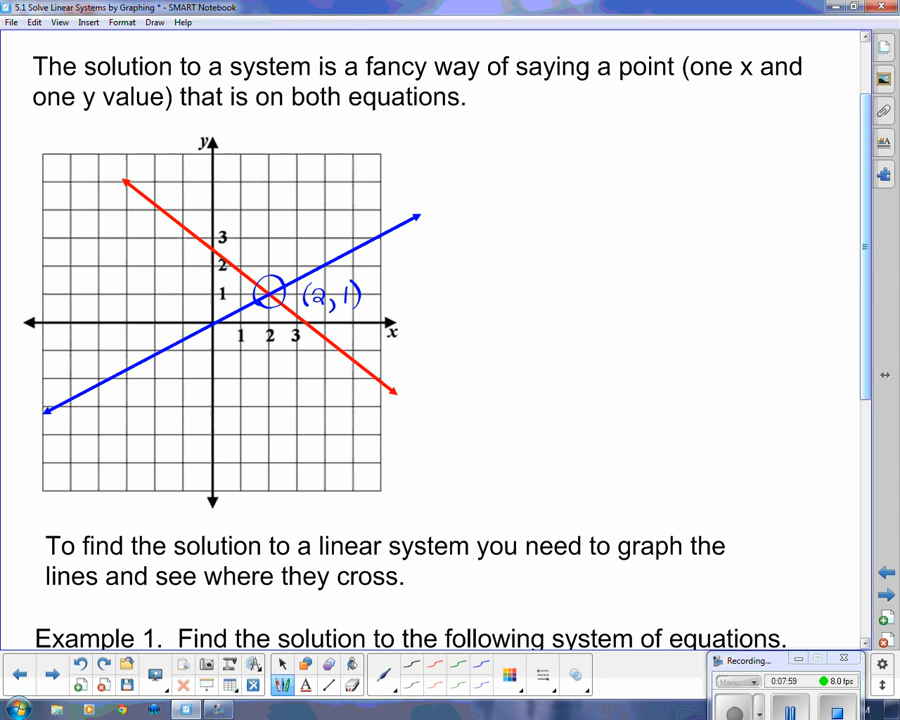 5.1 Solve Linear Systems by Graphing * - SMART Notebook
File Edit View Insert Format Draw Help
The solution to a system is a fancy way of saying a point (one x and
one y value) that is on both equations.
y
3
2
1
(2,1)
1 2 3
x
To find the solution to a linear system you need to graph the
lines and see where they cross.
Example 1. Find the solution to the following system of equations.
Recording...
Menu
0:07:59
8.0 fps